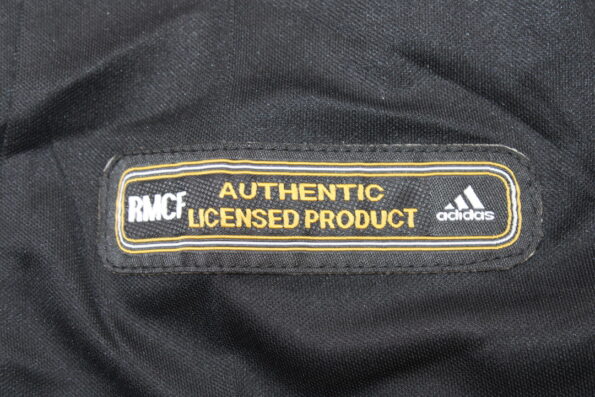 RMCF
AUTHENTIC
LICENSED PRODUCT
adidas